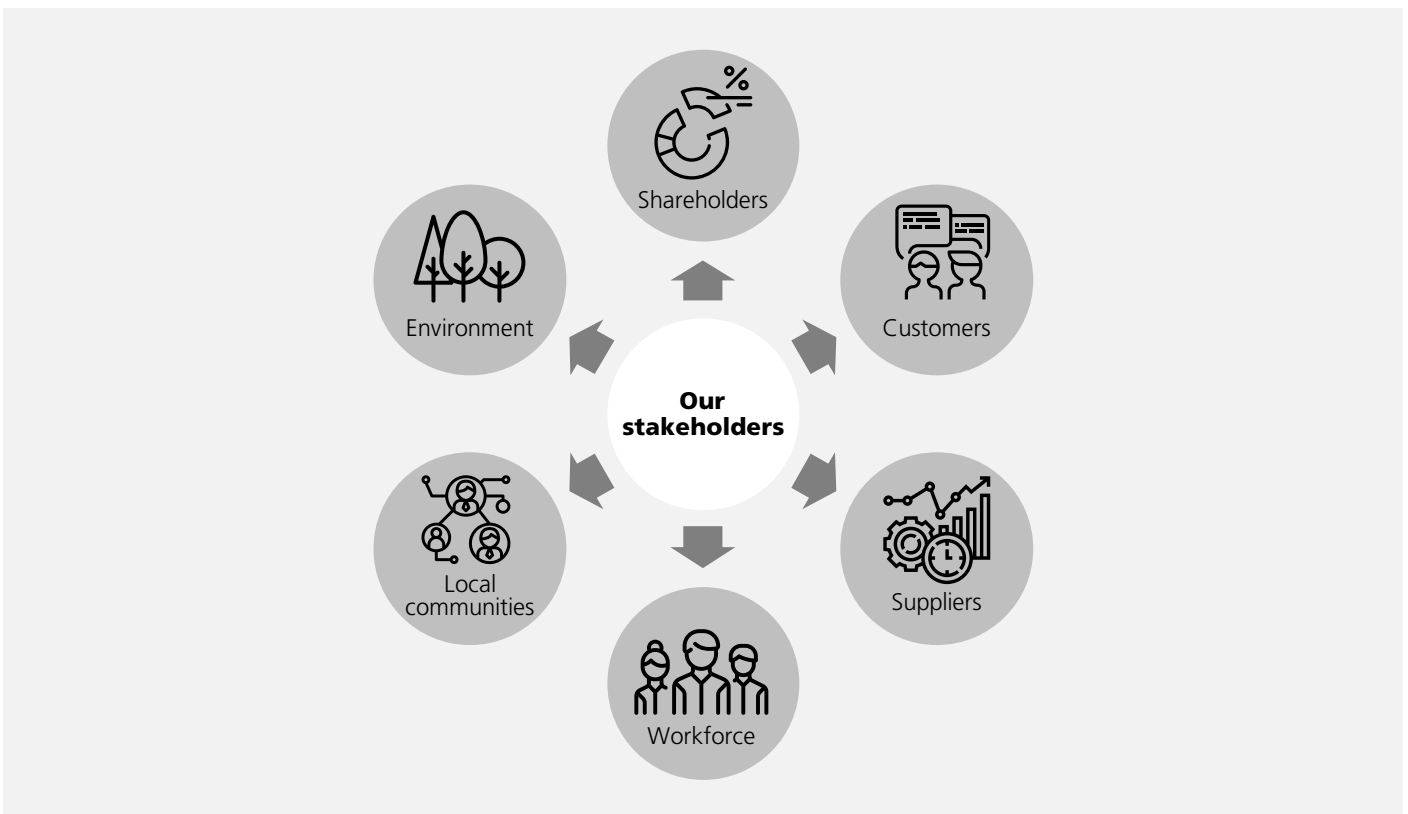 %
Shareholders
Environment
Customers
Our
stakeholders
Local
communities
Suppliers
Workforce